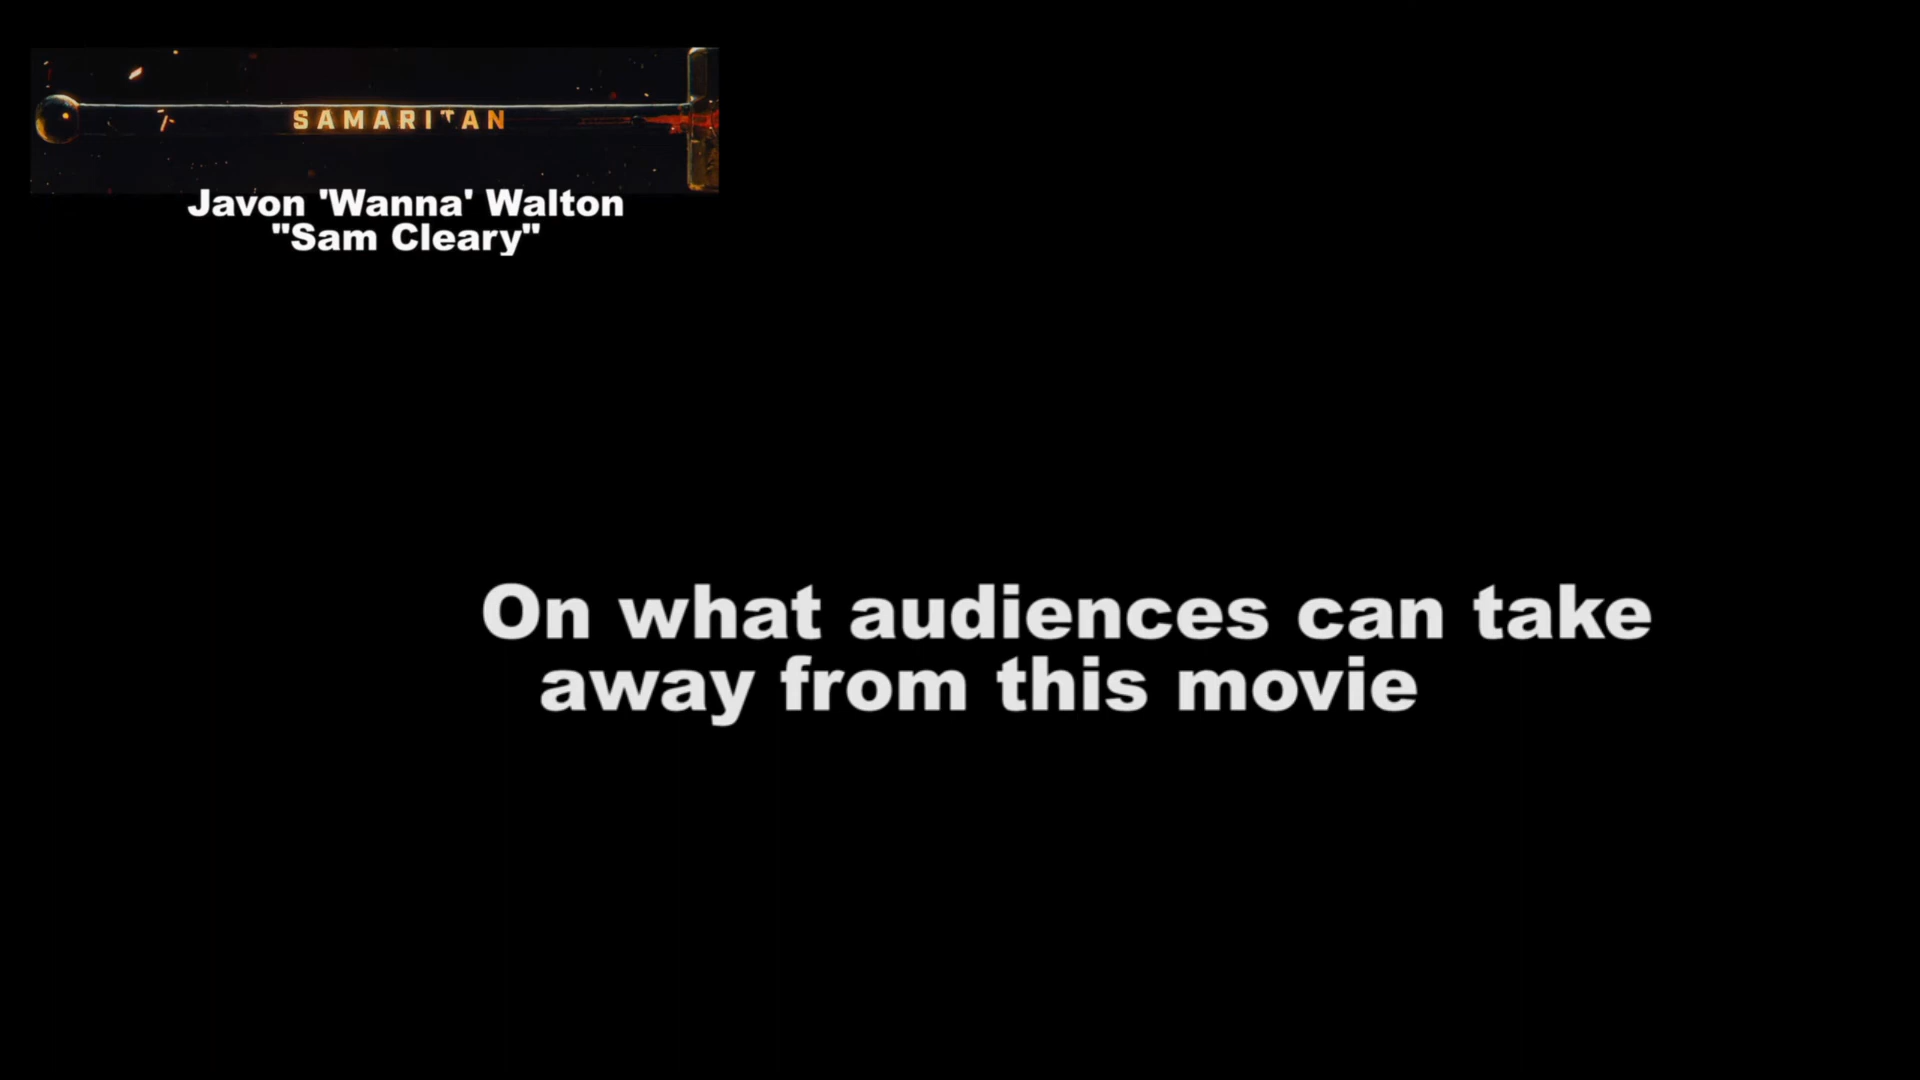 SAMARITAN
Javon 'Wanna' Walton
"Sam Cleary"
On what audiences can take
away from this movie